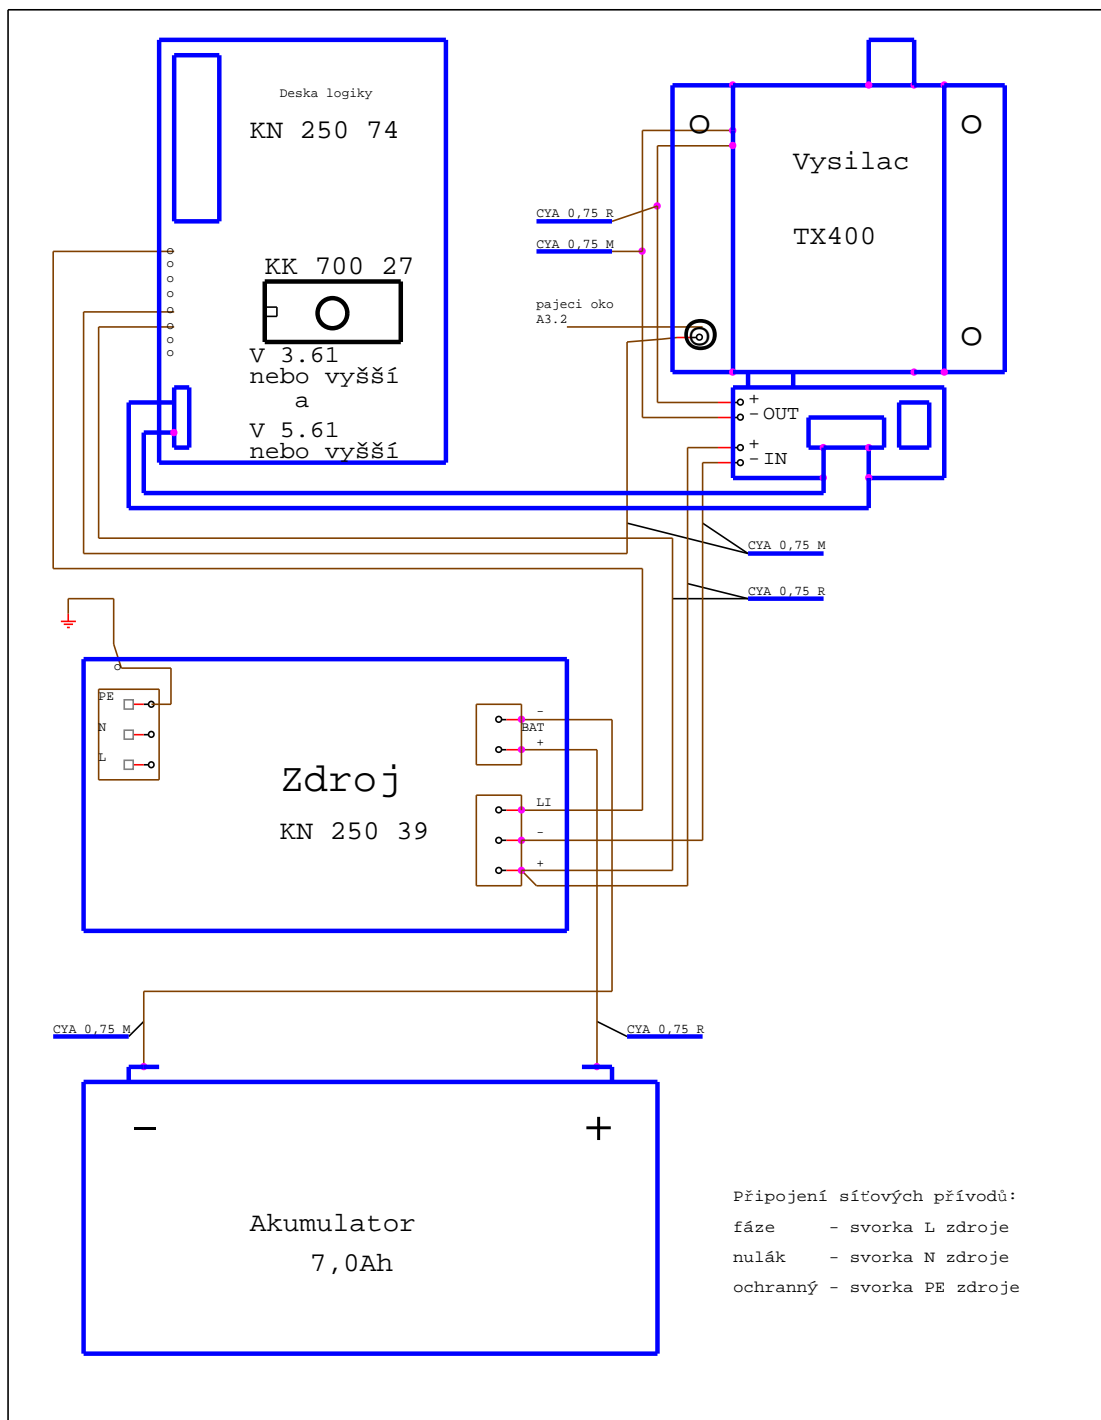 Deska logiky
KN 250 74
KK 700 27
V 3.61
nebo vyšší
a
V 5.61
nebo vyšší
Vysilac
TX400
CYA 0,75 R
CYA 0,75 M
pajeci oko
A3.2
+
- OUT
+
- IN
CYA 0,75 M
CYA 0,75 R
PE
N
L
Zdroj
KN 250 39
-
BAT
+
LI
-
+
CYA 0,75 M
CYA 0,75 R
- +
Akumulator
7,0Ah
Připojení síťových přívodů:
fáze - svorka L zdroje
nulák - svorka N zdroje
ochranný - svorka PE zdroje